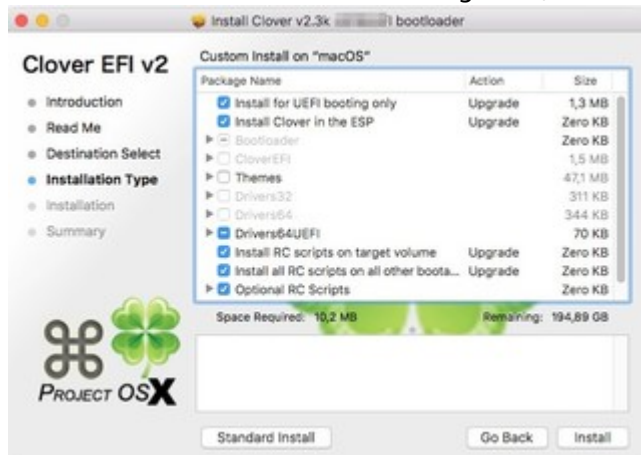 Install Clover v2.3k bootloader
Clover EFI v2
Introduction
Read Me
Destination Select
Installation Type
Installation
Summary
Custom Install on "macOS"
Package Name Action Size
Install for UEFI booting only Upgrade 1,3 MB
Install Clover in the ESP Upgrade Zero KB
Bootloader Zero KB
CloverEFI 1,5 MB
Themes 47,1 MB
Drivers32 311 KB
Drivers64 344 KB
Drivers64UEFI 70 KB
Install RC scripts on target volume Upgrade Zero KB
Install all RC scripts on all other boota... Upgrade Zero KB
Optional RC Scripts Zero KB
Space Required: 10,2 MB Remaining: 194,89 GB
PROJECT OSX
Standard Install Go Back Install